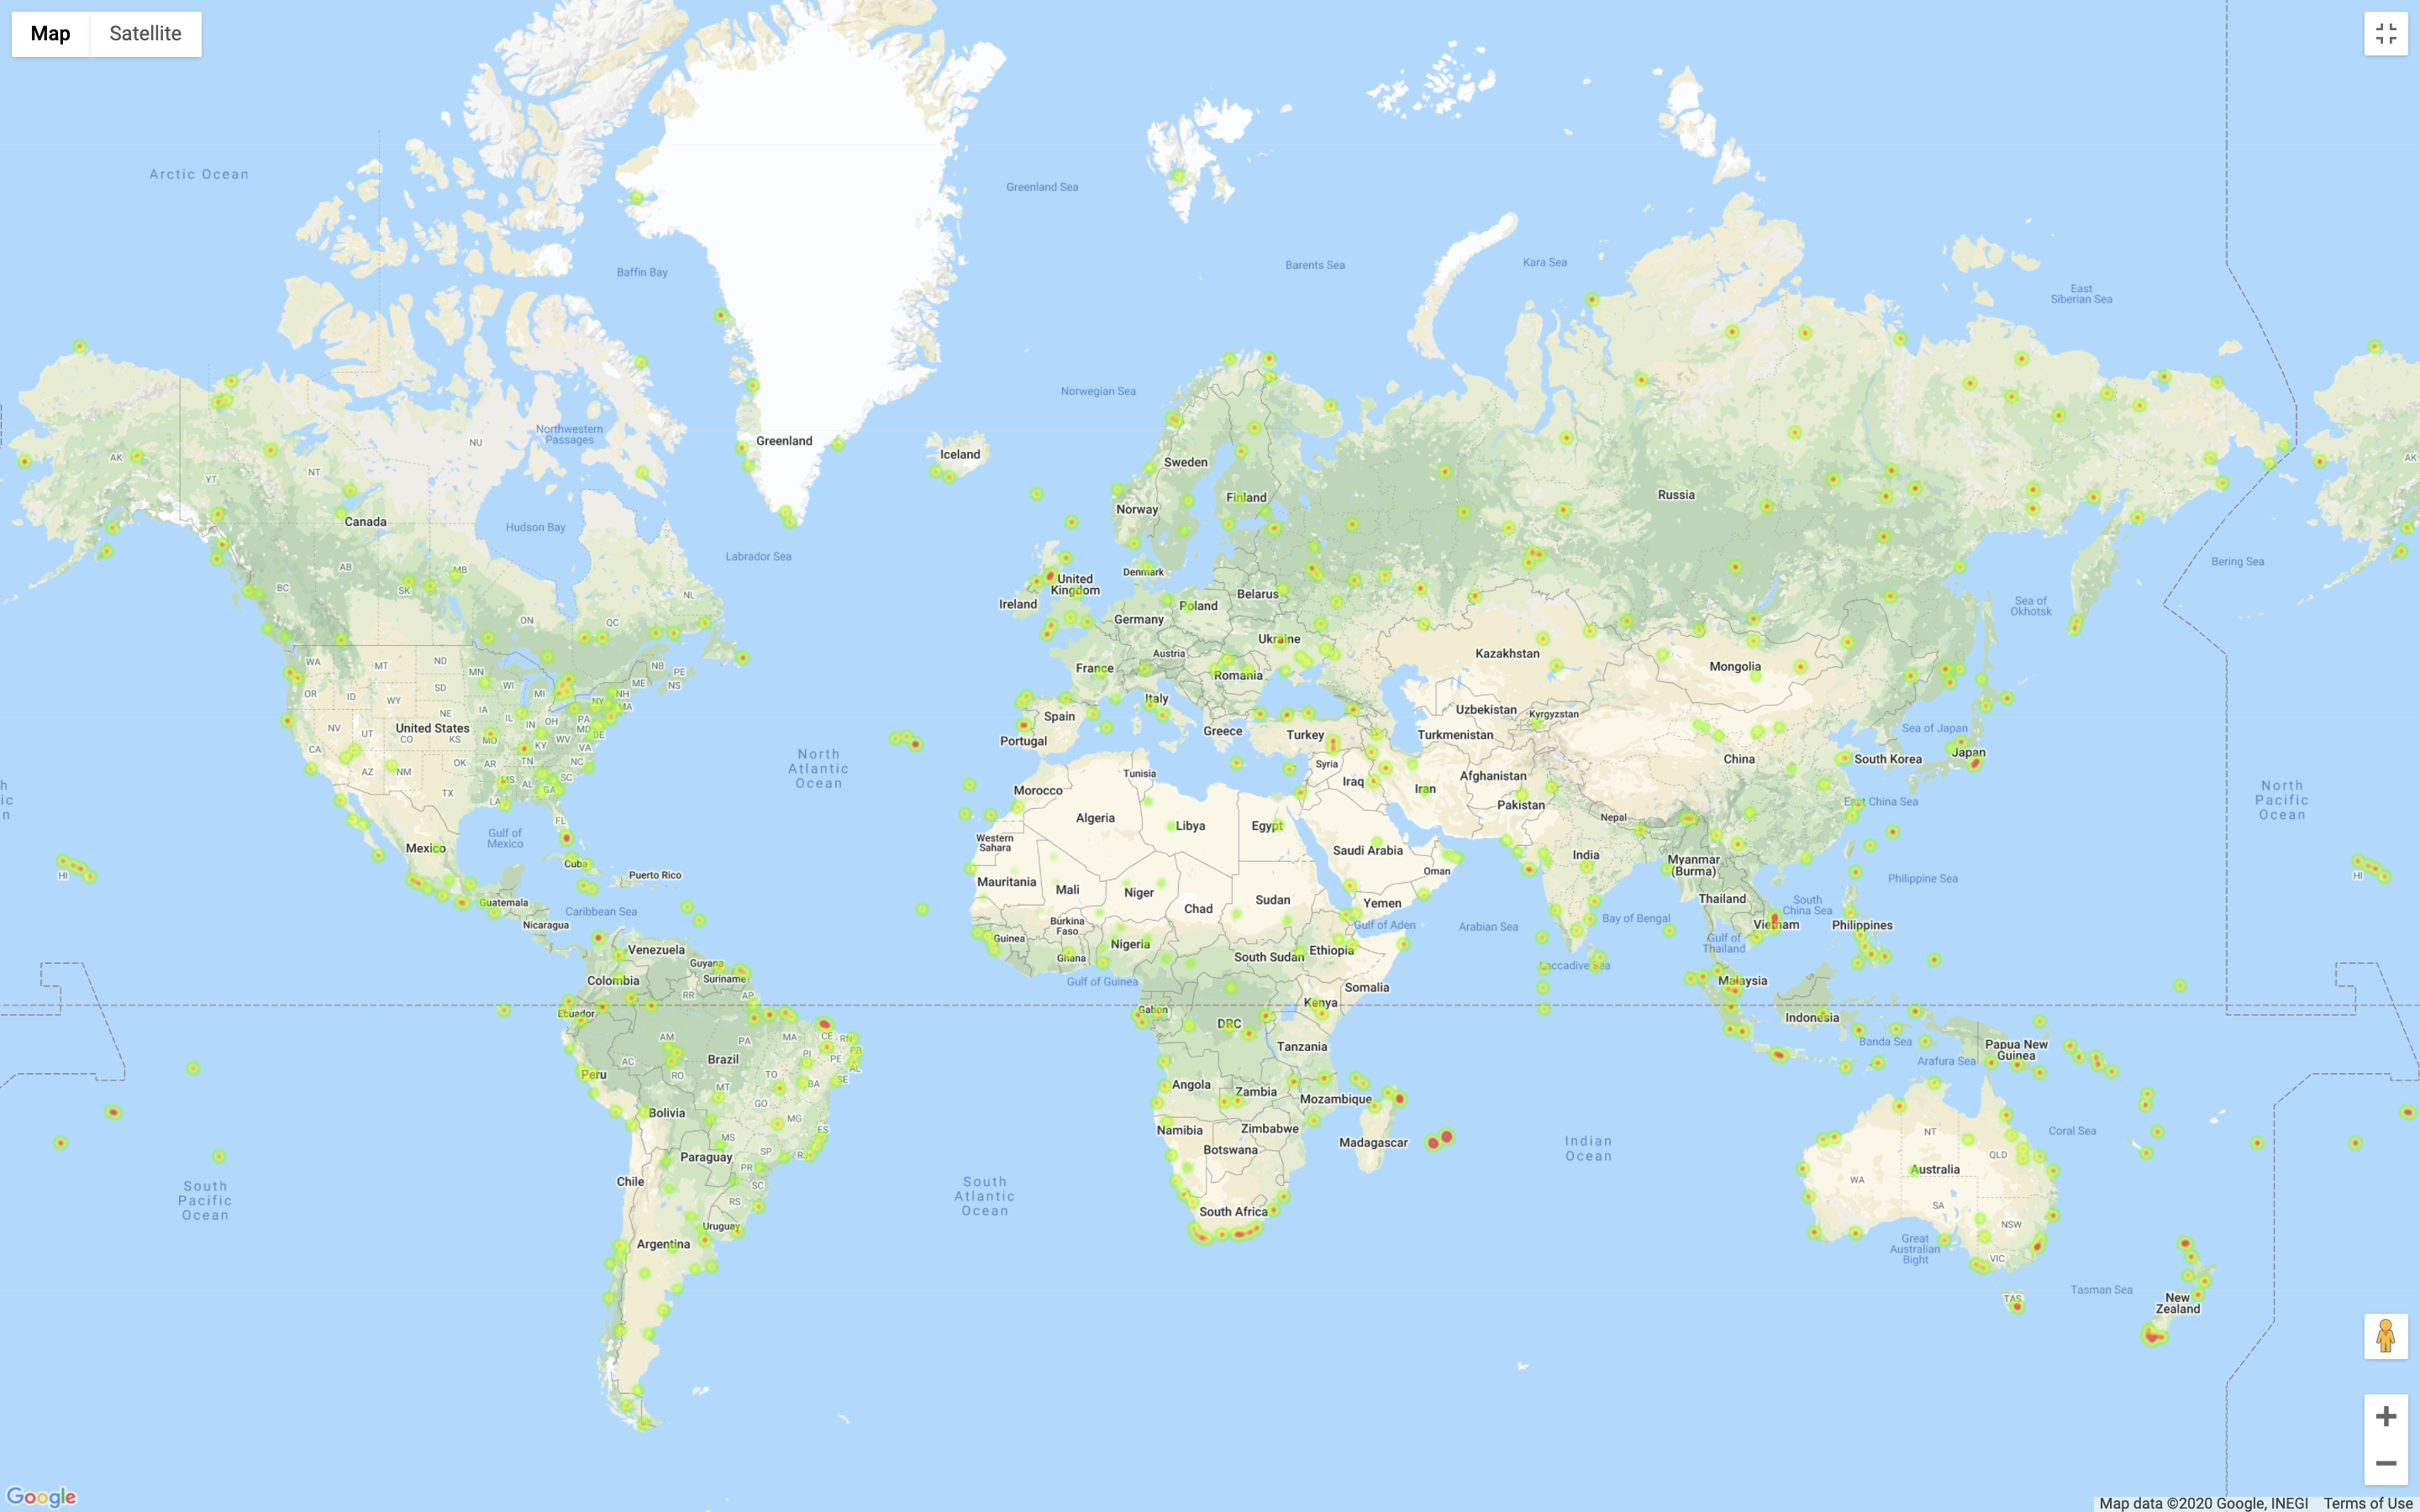 Map
Satellite
Arctic Ocean
Greenland Sea
Baffin Bay
Barents Sea
Kara Sea
East
Siberian Sea
Norwegian Sea
Northwestern
Passages
NU
Greenland
Iceland
Sweden
AK
AK
YT
NT
Finland
Russia
Norway
Canada
Hudson Bay
Labrador Sea
Bering Sea
AB
MB
BC
SK
Denmark
United
Kingdom
NL
Ireland
Belarus
Poland
Sea of
Okhotsk
ON
QC
Germany
Ukraine
Kazakhstan
Mongolia
Austria
France
Romania
WA
MT
ND
MN
NB
PE
NS
ME
OR
ID
SD
WI
MI
NH
WY
NY
MA
Italy
Spain
Uzbekistan
Kyrgyzstan
NE
IA
IL
IN
OH
PA
NV
UT
United States
CO
KS
MO
KY
WV
MD
DE
VA
Portugal
Greece
Turkey
Turkmenistan
Sea of Japan
Japan
South Korea
China
CA
AZ
NM
OK
AR
TN
NC
SC
North
Atlantic
Ocean
Tunisia
Syria
Iraq
Iran
Afghanistan
Pakistan
Morocco
TX
LA
MS
AL
GA
FL
North
Pacific
Ocean
East China Sea
Nepal
Algeria
Libya
Egypt
Western
Sahara
Gulf of
Mexico
Mexico
Saudi Arabia
India
Myanmar
(Burma)
Cuba
Puerto Rico
HI
HI
Mauritania
Mali
Niger
Oman
Philippine Sea
Thailand
Guatemala
Caribbean Sea
Nicaragua
Chad
Sudan
Yemen
Burkina
Faso
Gulf of Aden
Arabian Sea
Bay of Bengal
South
China Sea
Vietnam
Philippines
Guinea
Nigeria
Gulf of
Thailand
Venezuela
Ghana
South Sudan
Ethiopia
Guyana
Suriname
Colombia
Gulf of Guinea
Laccadive Sea
Malaysia
Somalia
RR
AP
Kenya
Ecuador
Gabon
DRC
Indonesia
AM
PA
MA
CE
RN
PB
PE
PI
AL
SE
Tanzania
Banda Sea
Papua New
Guinea
Arafura Sea
Brazil
AC
RO
TO
BA
MT
Peru
Angola
Zambia
Mozambique
GO
Bolivia
MG
ES
MS
SP
RJ
Namibia
Zimbabwe
Botswana
Madagascar
Indian
Ocean
NT
Coral Sea
QLD
Australia
WA
SA
NSW
VIC
TAS
Great
Australian
Bight
Paraguay
PR
SC
RS
Chile
South
Pacific
Ocean
South
Atlantic
Ocean
South Africa
Uruguay
Argentina
Tasman Sea
New
Zealand
Google
Map data ©2020 Google, INEGI
Terms of Use